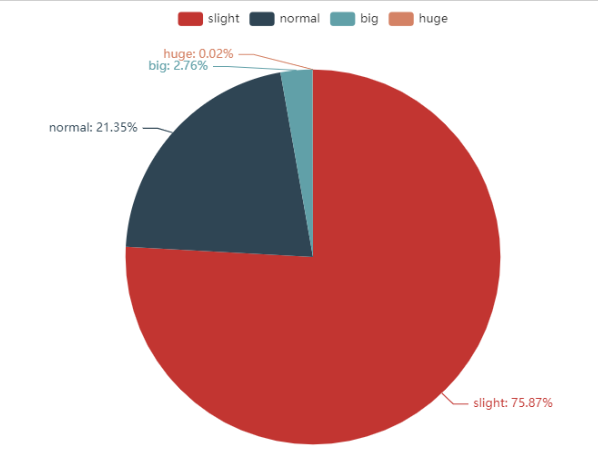 slight normal big huge
huge: 0.02%
big: 2.76%
normal: 21.35%
slight: 75.87%